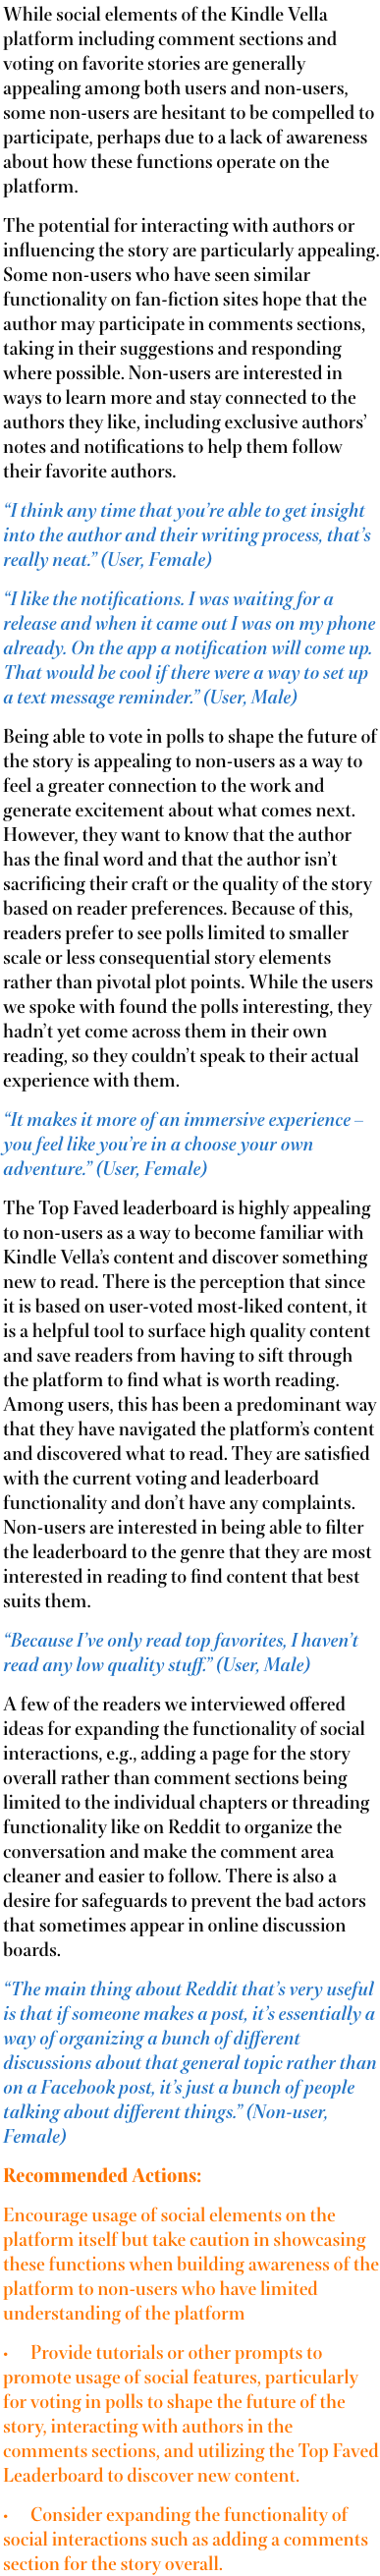 While social elements of the Kindle Vella
platform including comment sections and
voting on favorite stories are generally
appealing among both users and non-users,
some non-users are hesitant to be compelled to
participate, perhaps due to a lack of awareness
about how these functions operate on the
platform.
The potential for interacting with authors or
influencing the story are particularly appealing.
Some non-users who have seen similar
functionality on fan-fiction sites hope that the
author may participate in comments sections,
taking in their suggestions and responding
where possible. Non-users are interested in
ways to learn more and stay connected to the
authors they like, including exclusive authors’
notes and notifications to help them follow
their favorite authors.
“I think any time that you’re able to get insight
into the author and their writing process, that’s
really neat.” (User, Female)
“I like the notifications. I was waiting for a
release and when it came out I was on my phone
already. On the app a notification will come up.
That would be cool if there were a way to set up
a text message reminder.” (User, Male)
Being able to vote in polls to shape the future of
the story is appealing to non-users as a way to
feel a greater connection to the work and
generate excitement about what comes next.
However, they want to know that the author
has the final word and that the author isn’t
sacrificing their craft or the quality of the story
based on reader preferences. Because of this,
readers prefer to see polls limited to smaller
scale or less consequential story elements
rather than pivotal plot points. While the users
we spoke with found the polls interesting, they
hadn’t yet come across them in their own
reading, so they couldn’t speak to their actual
experience with them.
“It makes it more of an immersive experience –
you feel like you’re in a choose your own
adventure.” (User, Female)
The Top Faved leaderboard is highly appealing
to non-users as a way to become familiar with
Kindle Vella’s content and discover something
new to read. There is the perception that since
it is based on user-voted most-liked content, it
is a helpful tool to surface high quality content
and save readers from having to sift through
the platform to find what is worth reading.
Among users, this has been a predominant way
that they have navigated the platform’s content
and discovered what to read. They are satisfied
with the current voting and leaderboard
functionality and don’t have any complaints.
Non-users are interested in being able to filter
the leaderboard to the genre that they are most
interested in reading to find content that best
suits them.
“Because I’ve only read top favorites, I haven’t
read any low quality stuff.” (User, Male)
A few of the readers we interviewed offered
ideas for expanding the functionality of social
interactions, e.g., adding a page for the story
overall rather than comment sections being
limited to the individual chapters or threading
functionality like on Reddit to organize the
conversation and make the comment area
cleaner and easier to follow. There is also a
desire for safeguards to prevent the bad actors
that sometimes appear in online discussion
boards.
“The main thing about Reddit that’s very useful
is that if someone makes a post, it’s essentially a
way of organizing a bunch of different
discussions about that general topic rather than
on a Facebook post, it’s just a bunch of people
talking about different things.” (Non-user,
Female)
Recommended Actions:
Encourage usage of social elements on the
platform itself but take caution in showcasing
these functions when building awareness of the
platform to non-users who have limited
understanding of the platform
• Provide tutorials or other prompts to
promote usage of social features, particularly
for voting in polls to shape the future of the
story, interacting with authors in the
comments sections, and utilizing the Top Faved
Leaderboard to discover new content.
• Consider expanding the functionality of
social interactions such as adding a comments
section for the story overall.